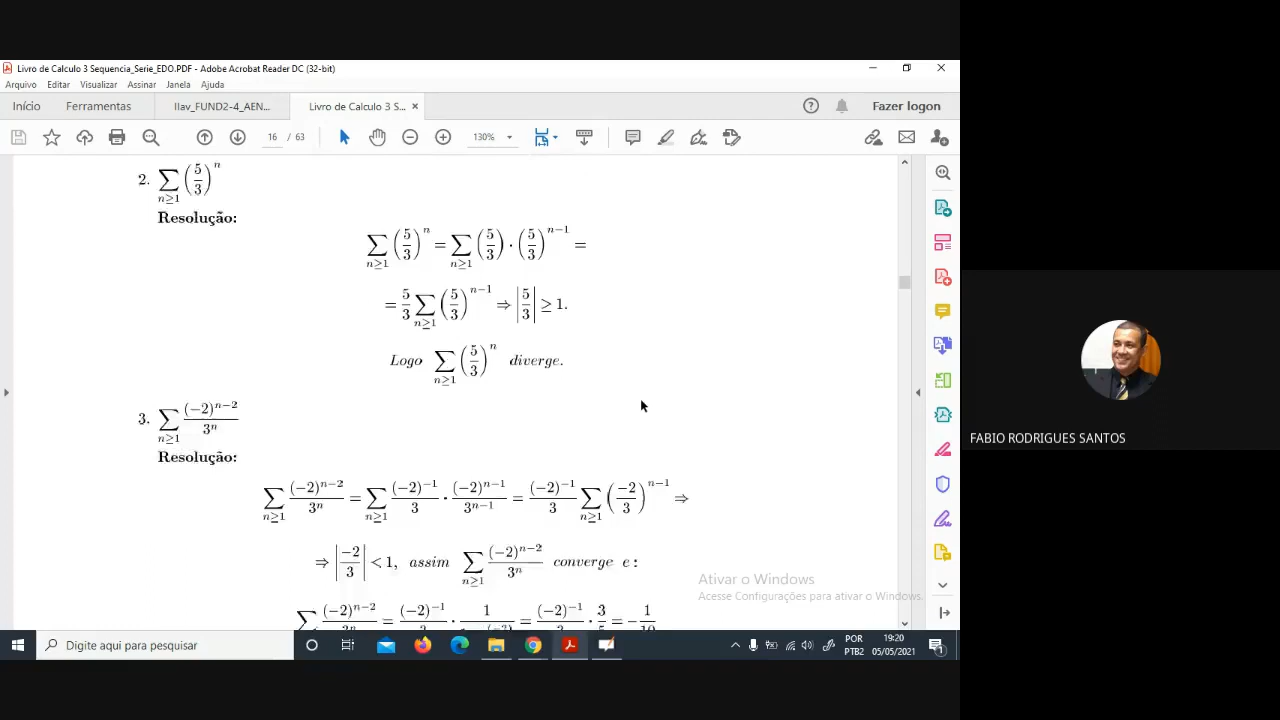 Livro de Calculo 3 Sequencia_Serie_EDO.PDF - Adobe Acrobat Reader DC (32-bit)
Arquivo Editar Visualizar Assinar Janela Ajuda
Início Ferramentas IIav_FUND2-4_AEN... Livro de Calculo 3 S... × Fazer logon
16 / 63 130%
2. ∑_{n≥1} (5/3)^n
Resolução:
∑_{n≥1} (5/3)^n = ∑_{n≥1} (5/3) · (5/3)^{n−1} =
= 5/3 ∑_{n≥1} (5/3)^{n−1} ⇒ |5/3| ≥ 1.
Logo ∑_{n≥1} (5/3)^n diverge.
3. ∑_{n≥1} (−2)^{n−2}/3^n
Resolução:
∑_{n≥1} (−2)^{n−2}/3^n = ∑_{n≥1} (−2)^{−1}/3 · (−2)^{n−1}/3^{n−1} = (−2)^{−1}/3 ∑_{n≥1} (−2/3)^{n−1} ⇒
⇒ |−2/3| < 1, assim ∑_{n≥1} (−2)^{n−2}/3^n converge e :
FABIO RODRIGUES SANTOS
Ativar o Windows
Acesse Configurações para ativar o Windows.
Digite aqui para pesquisar
POR
PTB2
19:20
05/05/2021
1